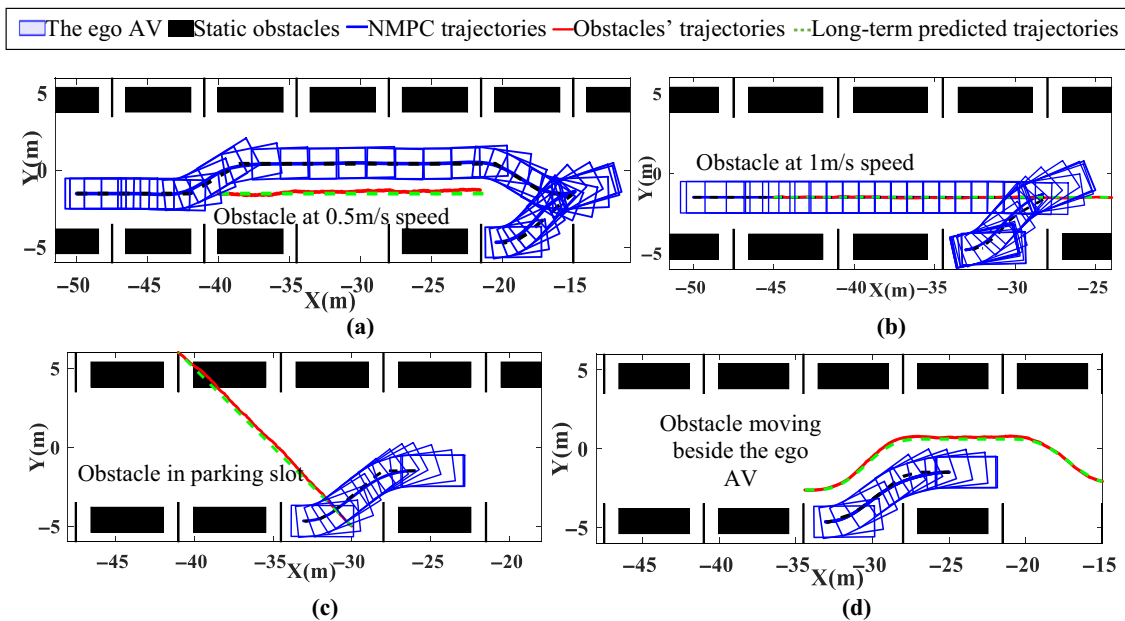 The ego AV Static obstacles NMPC trajectories Obstacles' trajectories Long-term predicted trajectories
5
0
−5
Y(m)
Obstacle at 0.5m/s speed
−50 −45 −40 −35 −30 −25 −20 −15
X(m)
(a)
5
0
−5
Y(m)
Obstacle at 1m/s speed
−50 −45 −40 −35 −30 −25
X(m)
(b)
5
0
−5
Y(m)
Obstacle in parking slot
−45 −40 −35 −30 −25 −20
X(m)
(c)
5
0
−5
Y(m)
Obstacle moving
beside the ego
AV
−45 −40 −35 −30 −25 −20 −15
X(m)
(d)